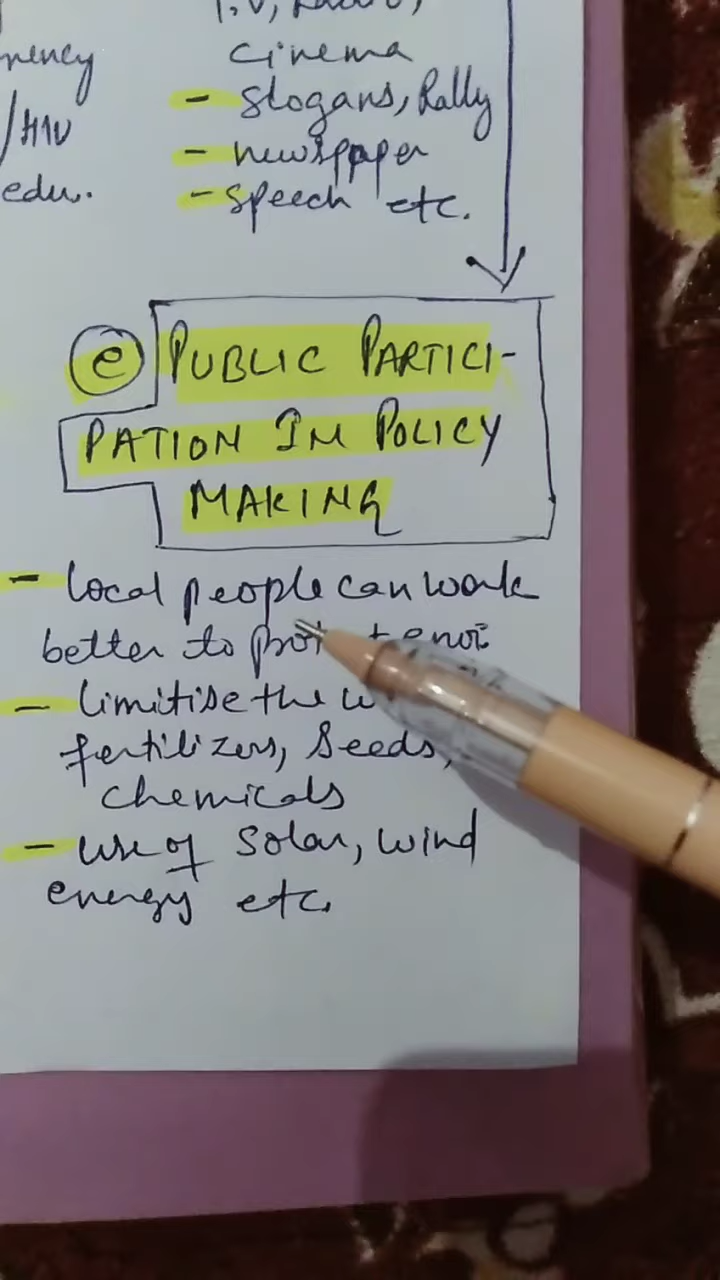 cinema
/HIV
- Slogans, Rally
- newspaper
edu.
- speech etc.
e PUBLIC PARTICI-
PATION IN POLICY
MAKING
- local people can work
better to
- limitise the
fertilizers, Seeds,
chemicals
- use of solar, wind
energy etc.